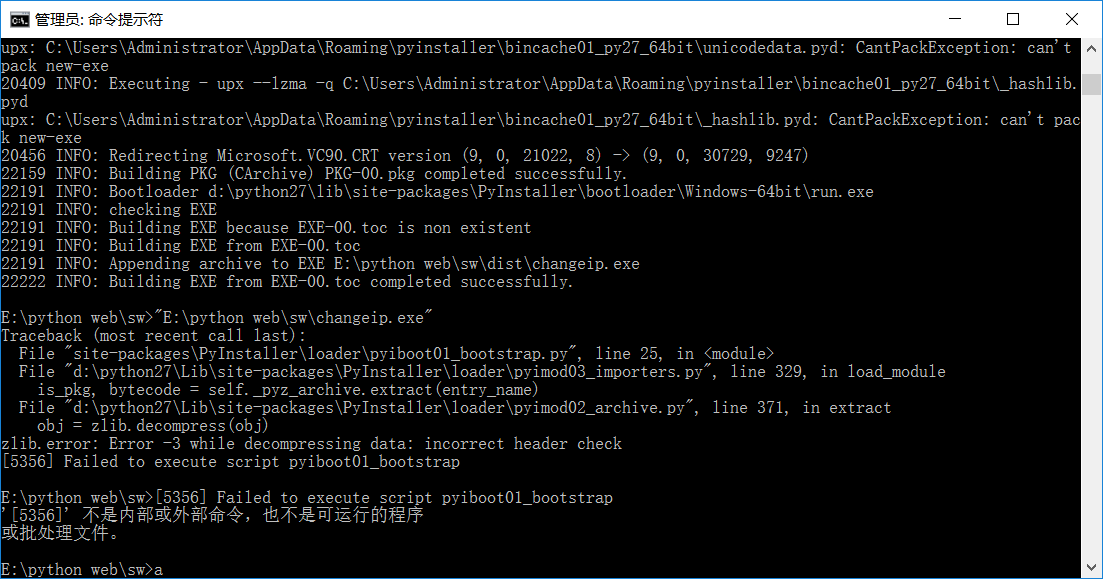 管理员: 命令提示符
upx: C:\Users\Administrator\AppData\Roaming\pyinstaller\bincache01_py27_64bit\unicodedata.pyd: CantPackException: can't
pack new-exe
20409 INFO: Executing - upx --lzma -q C:\Users\Administrator\AppData\Roaming\pyinstaller\bincache01_py27_64bit\_hashlib.
pyd
upx: C:\Users\Administrator\AppData\Roaming\pyinstaller\bincache01_py27_64bit\_hashlib.pyd: CantPackException: can't pac
k new-exe
20456 INFO: Redirecting Microsoft.VC90.CRT version (9, 0, 21022, 8) -> (9, 0, 30729, 9247)
22159 INFO: Building PKG (CArchive) PKG-00.pkg completed successfully.
22191 INFO: Bootloader d:\python27\lib\site-packages\PyInstaller\bootloader\Windows-64bit\run.exe
22191 INFO: checking EXE
22191 INFO: Building EXE because EXE-00.toc is non existent
22191 INFO: Building EXE from EXE-00.toc
22191 INFO: Appending archive to EXE E:\python web\sw\dist\changeip.exe
22222 INFO: Building EXE from EXE-00.toc completed successfully.
E:\python web\sw>"E:\python web\sw\changeip.exe"
Traceback (most recent call last):
  File "site-packages\PyInstaller\loader\pyiboot01_bootstrap.py", line 25, in <module>
  File "d:\python27\Lib\site-packages\PyInstaller\loader\pyimod03_importers.py", line 329, in load_module
    is_pkg, bytecode = self._pyz_archive.extract(entry_name)
  File "d:\python27\Lib\site-packages\PyInstaller\loader\pyimod02_archive.py", line 371, in extract
    obj = zlib.decompress(obj)
zlib.error: Error -3 while decompressing data: incorrect header check
[5356] Failed to execute script pyiboot01_bootstrap
E:\python web\sw>[5356] Failed to execute script pyiboot01_bootstrap
'[5356]' 不是内部或外部命令，也不是可运行的程序
或批处理文件。
E:\python web\sw>a